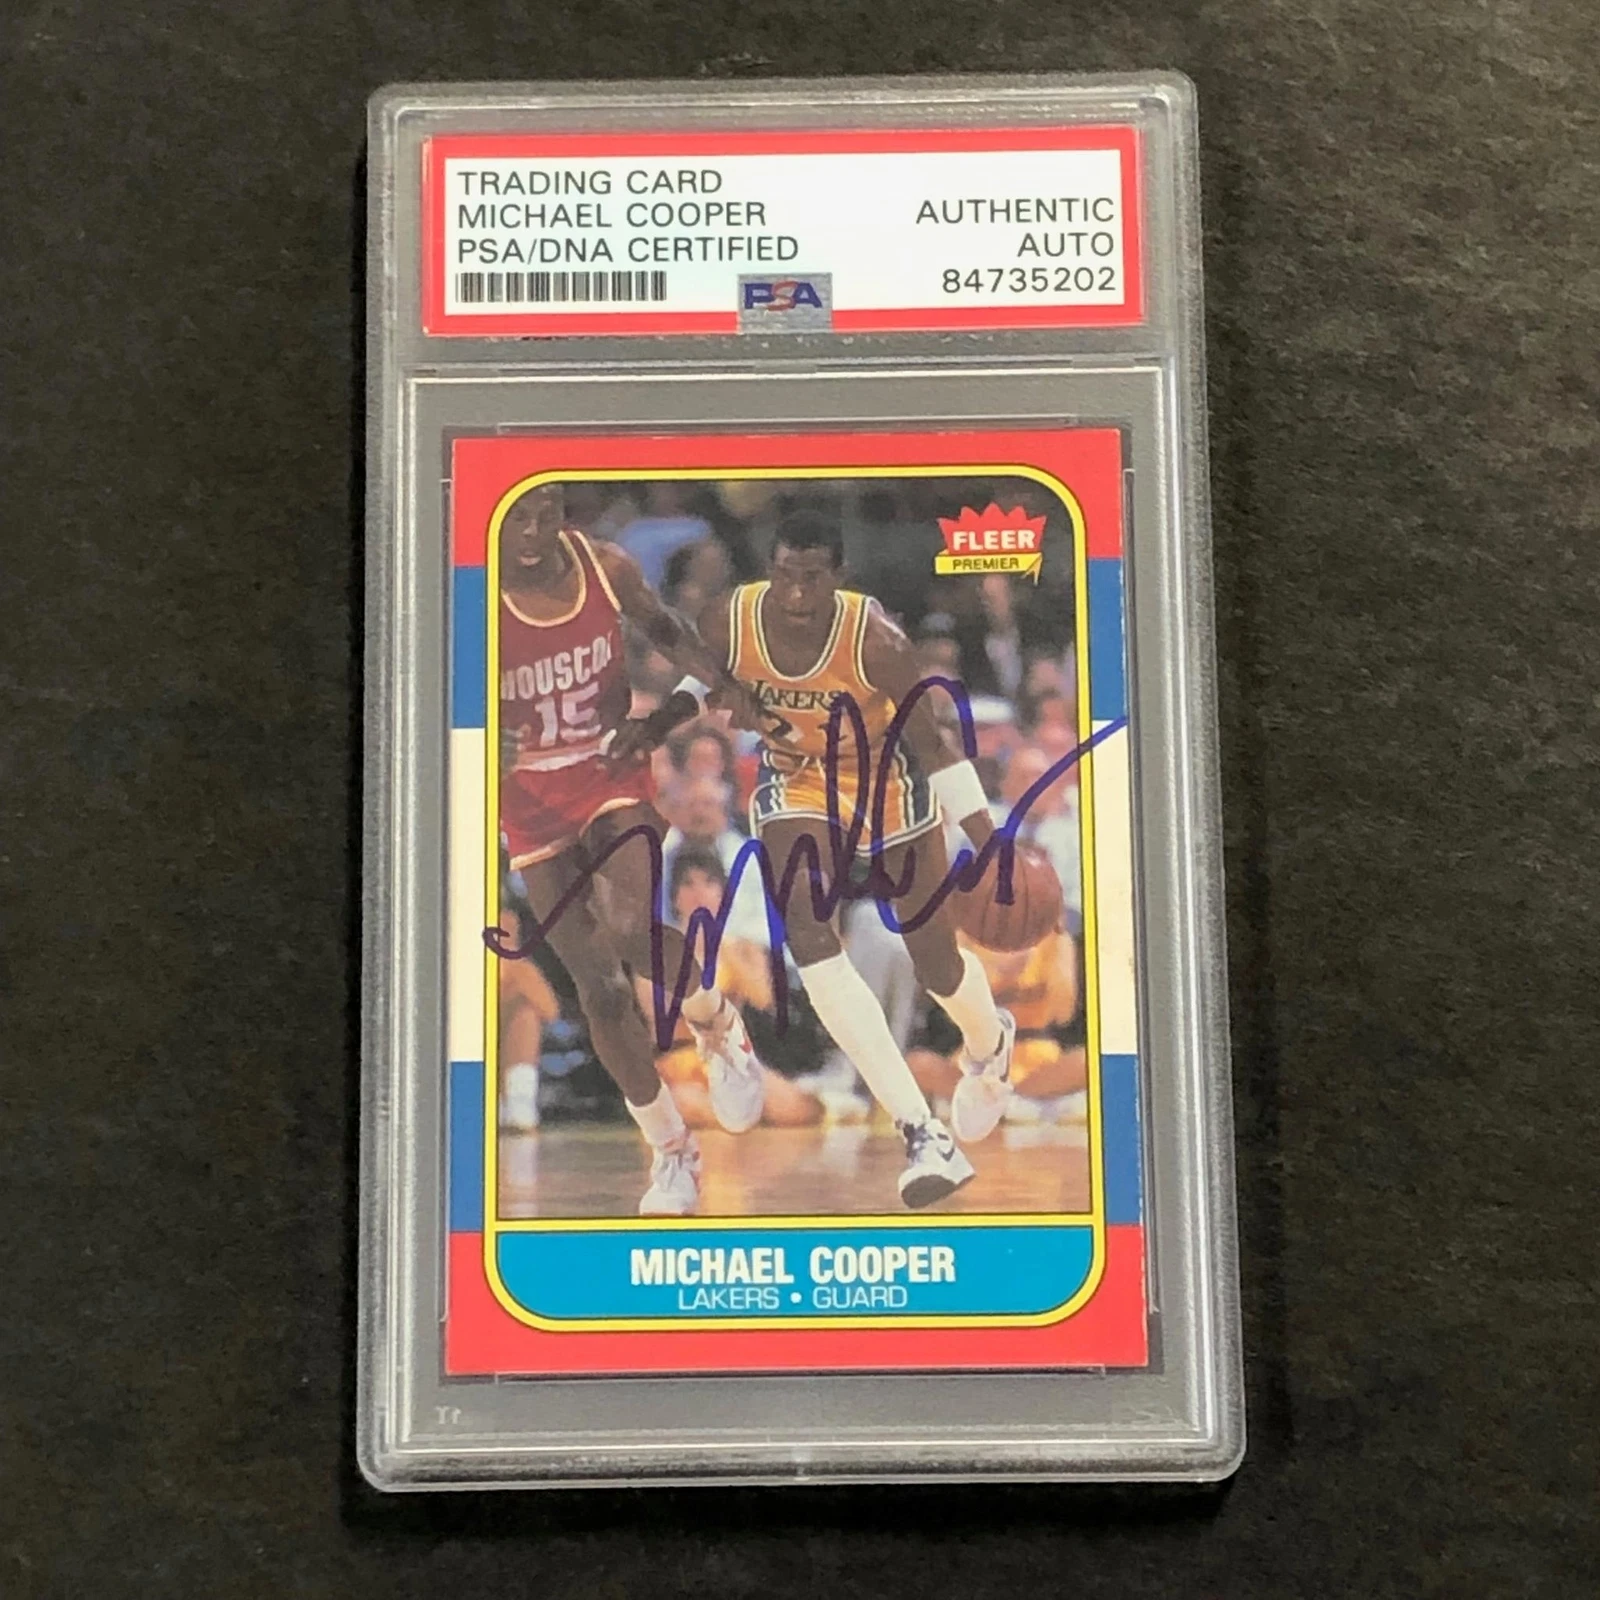 TRADING CARD
MICHAEL COOPER
PSA/DNA CERTIFIED
AUTHENTIC
AUTO
84735202
PSA
FLEER
PREMIER
HOUSTON
15
LAKERS
MICHAEL COOPER
LAKERS • GUARD